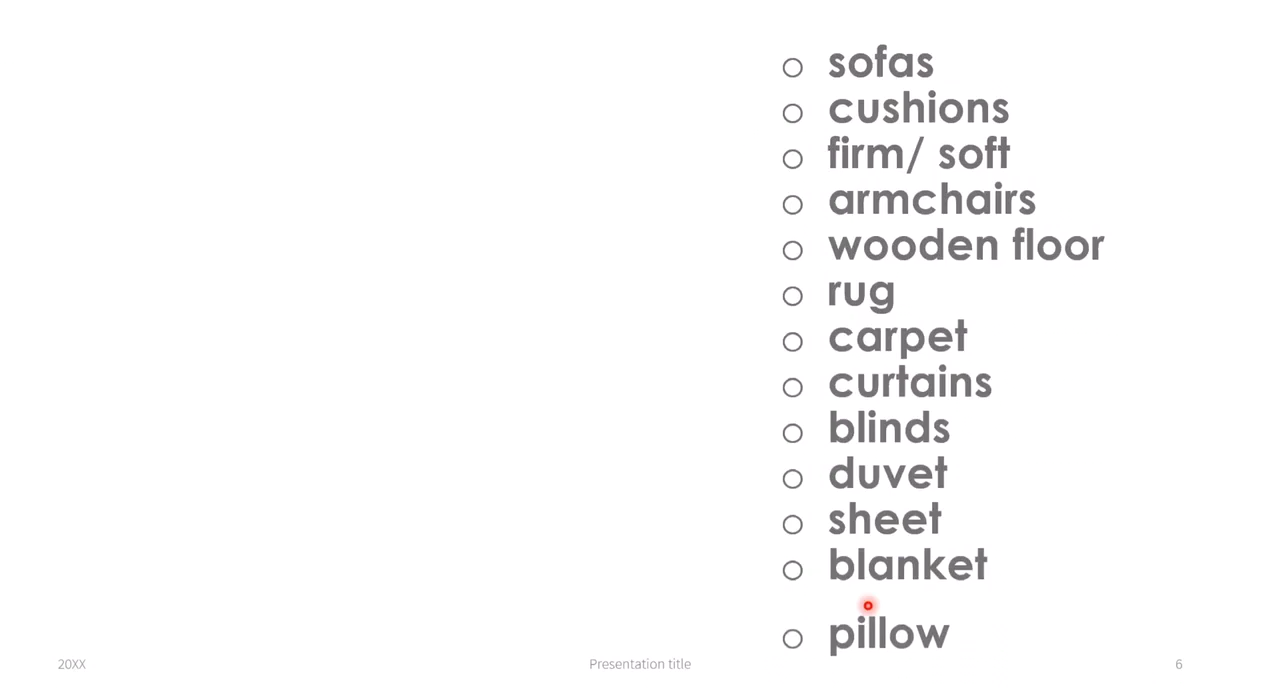 sofas
cushions
firm/ soft
armchairs
wooden floor
rug
carpet
curtains
blinds
duvet
sheet
blanket
pillow
20XX
Presentation title
6